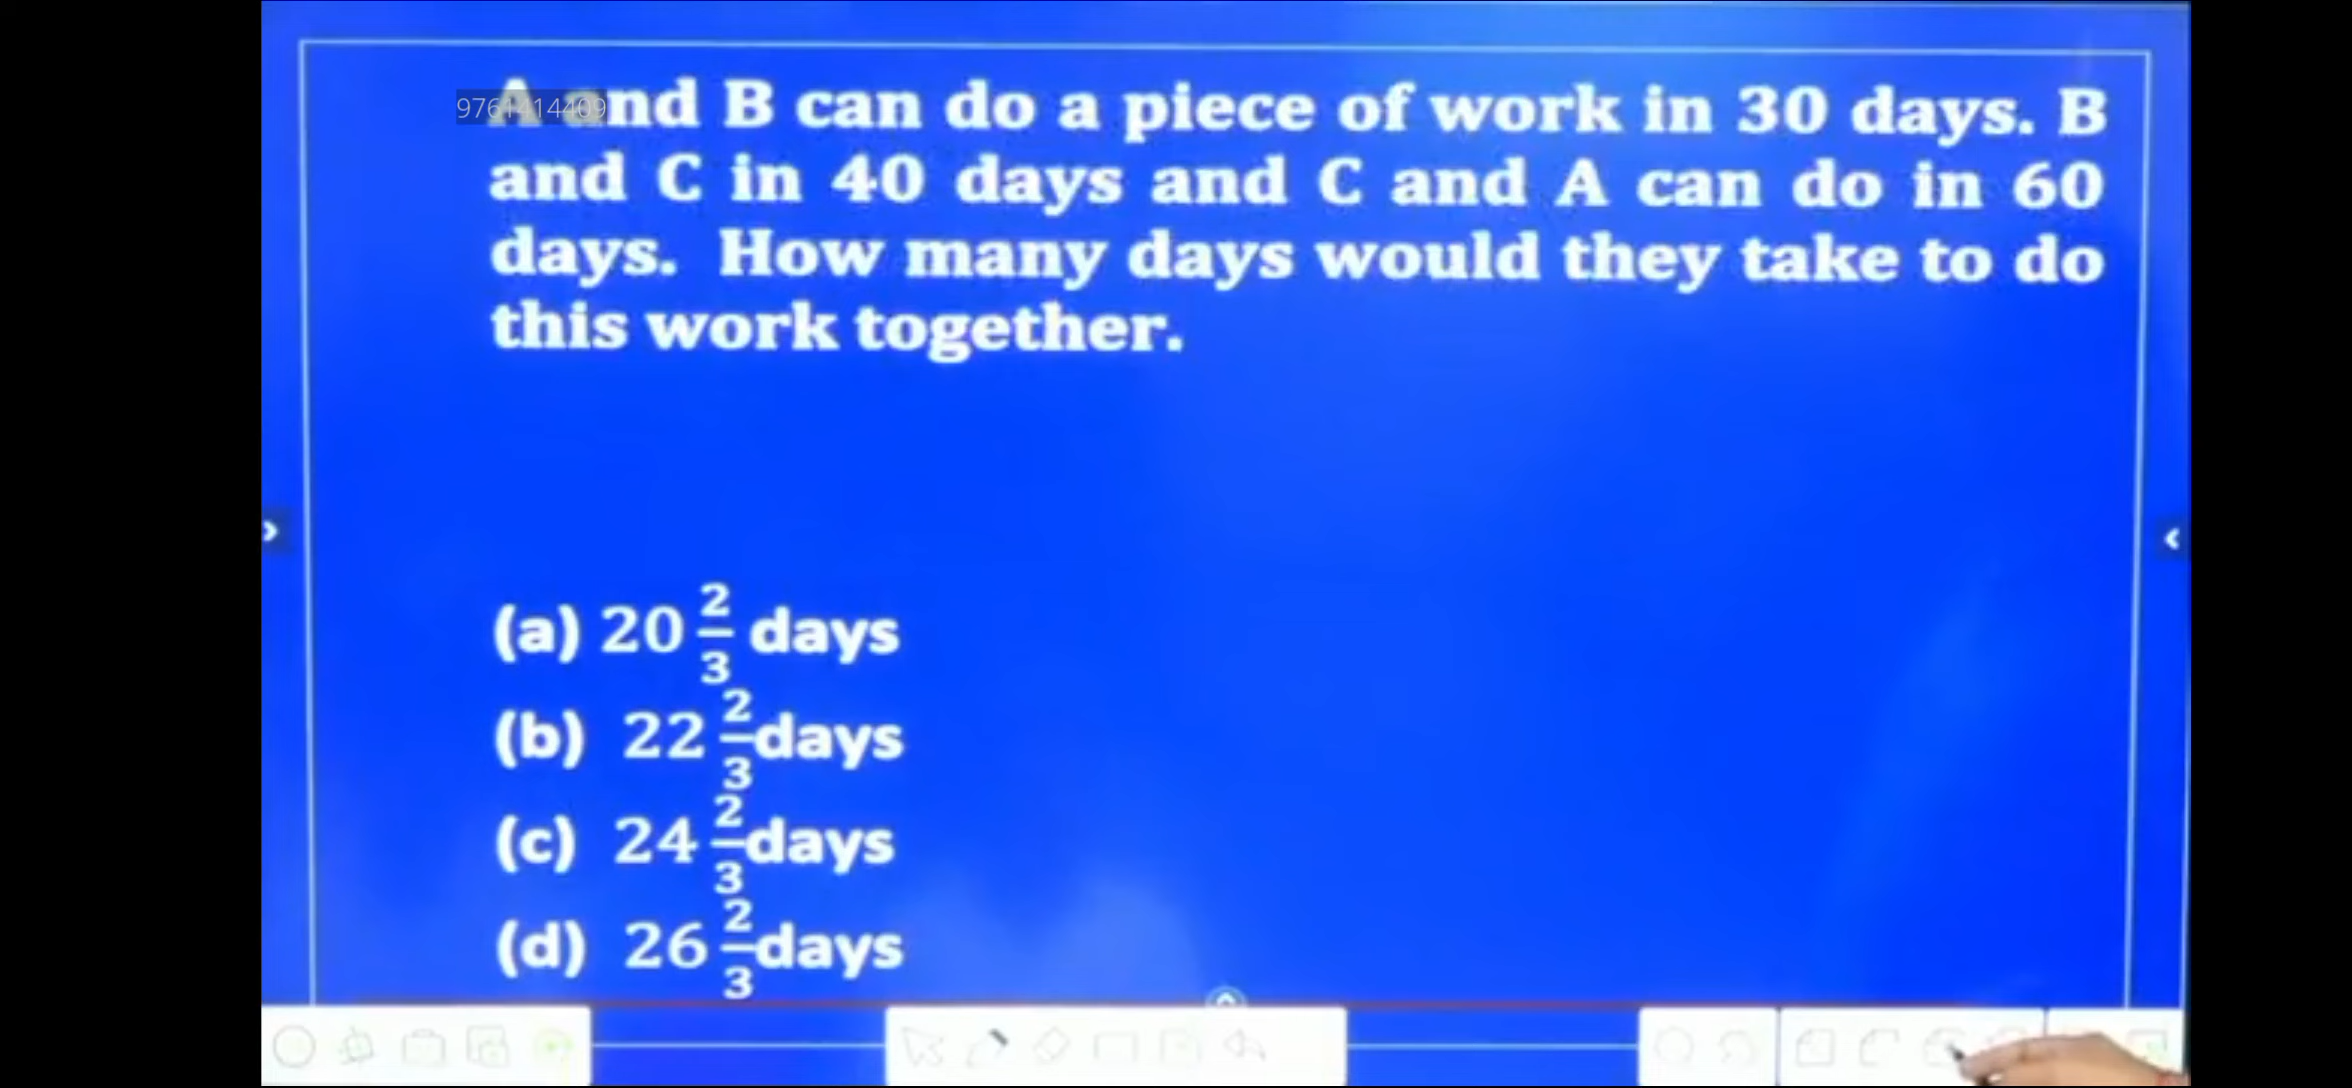 A and B can do a piece of work in 30 days. B
and C in 40 days and C and A can do in 60
days. How many days would they take to do
this work together.
9764414409
(a) 20 2/3 days
(b) 22 2/3 days
(c) 24 2/3 days
(d) 26 2/3 days